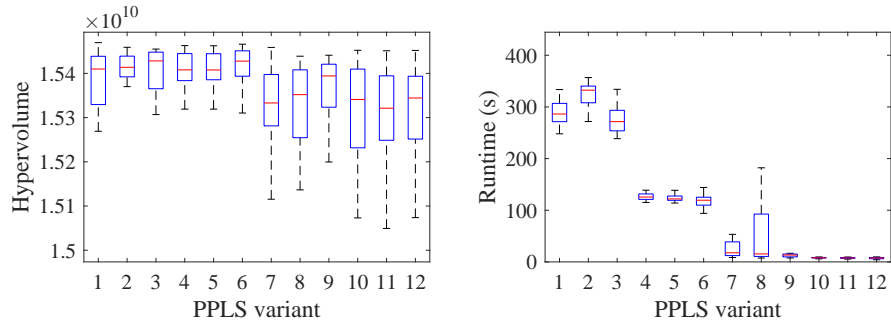 ×10^10
1.54
1.53
1.52
1.51
1.5
Hypervolume
1 2 3 4 5 6 7 8 9 10 11 12
PPLS variant
400
300
200
100
0
Runtime (s)
1 2 3 4 5 6 7 8 9 10 11 12
PPLS variant